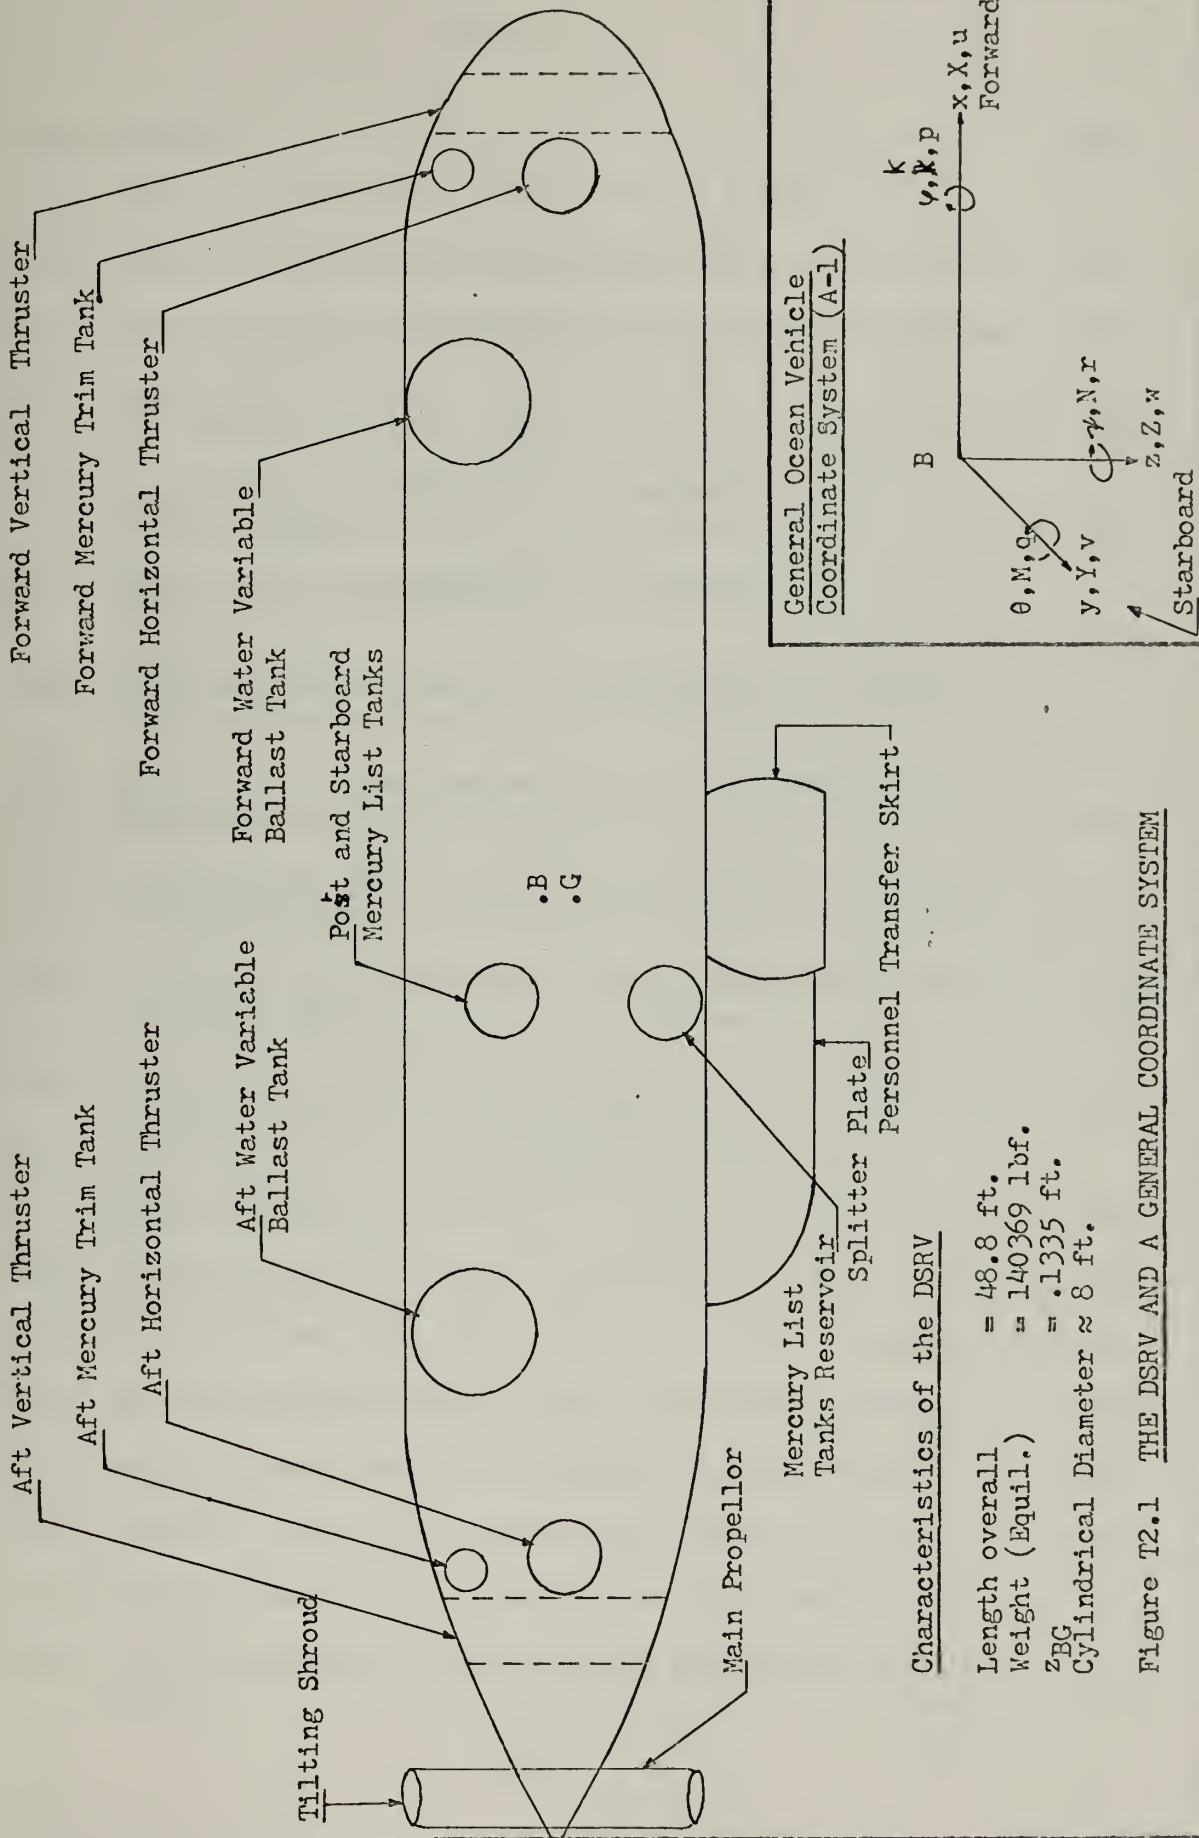 Aft Vertical Thruster
Aft Mercury Trim Tank
Aft Horizontal Thruster
Aft Water Variable
Ballast Tank
Tilting Shroud
Main Propellor
Forward Vertical Thruster
Forward Mercury Trim Tank
Forward Horizontal Thruster
Forward Water Variable
Ballast Tank
Port and Starboard
Mercury List Tanks
.B
.G
Mercury List
Tanks Reservoir
Splitter Plate
Personnel Transfer Skirt
General Ocean Vehicle
Coordinate System (A-1)
B
k
φ,k,p
x,X,u
Forward
θ,M,q
y,Y,v
Starboard
ψ,N,r
z,Z,w
Characteristics of the DSRV
Length overall = 48.8 ft.
Weight (Equil.) = 140369 lbf.
zBG = .1335 ft.
Cylindrical Diameter ≈ 8 ft.
Figure T2.1 THE DSRV AND A GENERAL COORDINATE SYSTEM